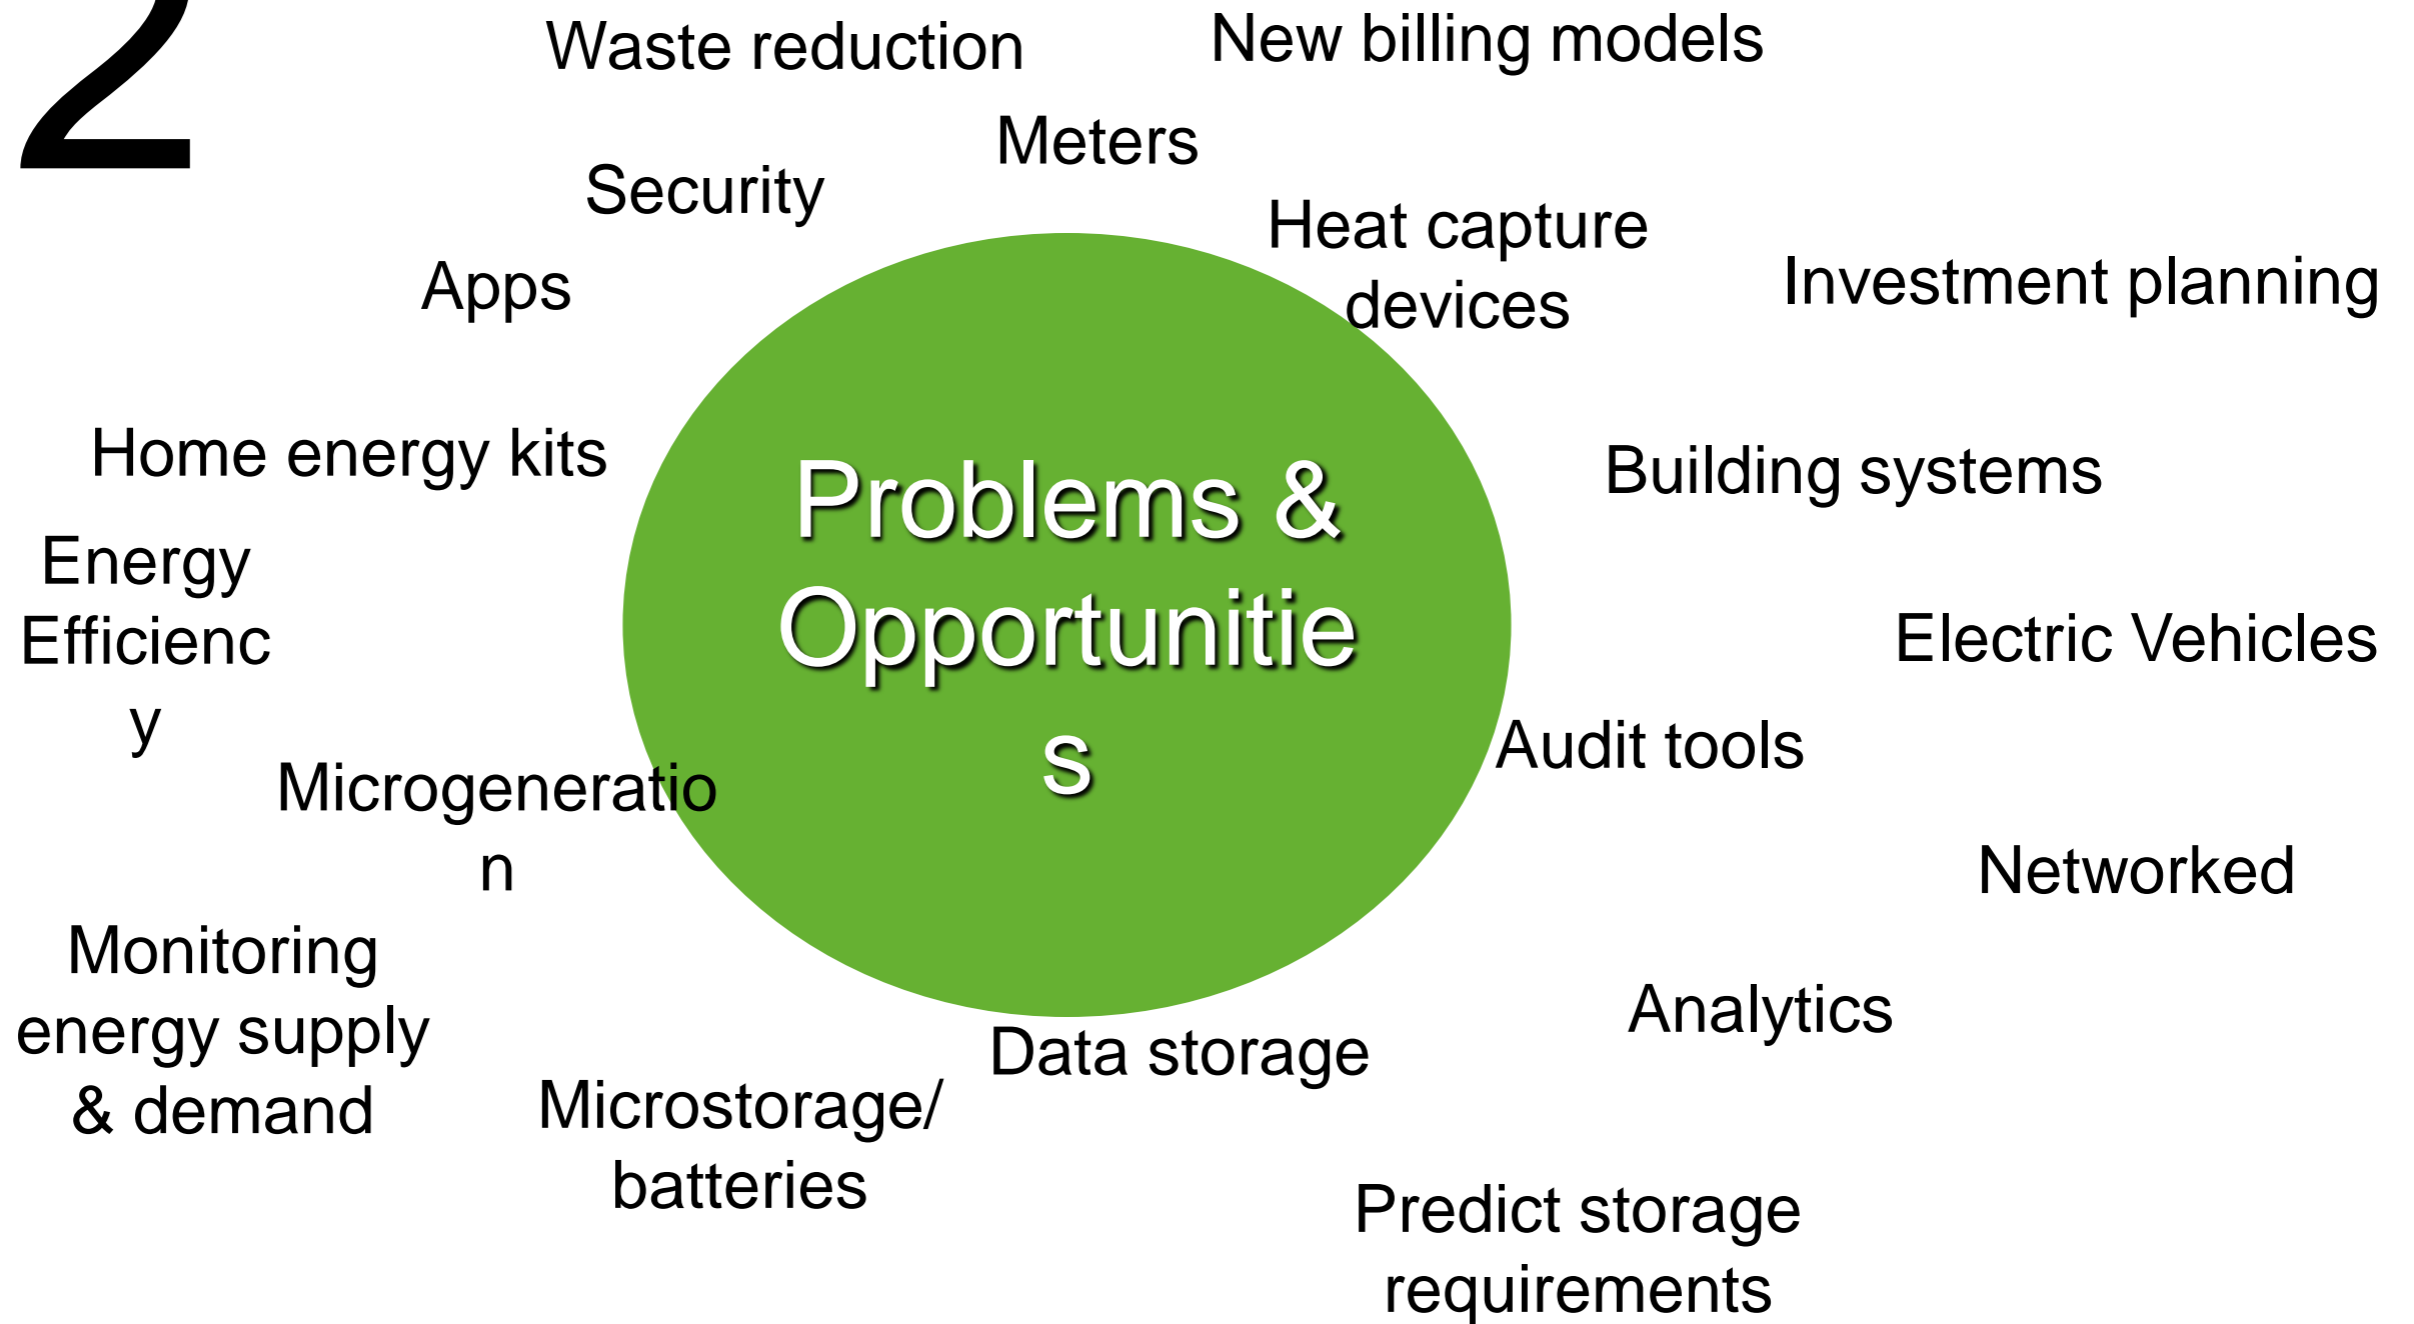 2
Waste reduction
New billing models
Meters
Security
Heat capture
devices
Apps
Investment planning
Home energy kits
Building systems
Problems &
Opportunitie
s
Energy
Efficienc
y
Electric Vehicles
Audit tools
Microgeneratio
n
Networked
Monitoring
energy supply
& demand
Analytics
Data storage
Microstorage/
batteries
Predict storage
requirements